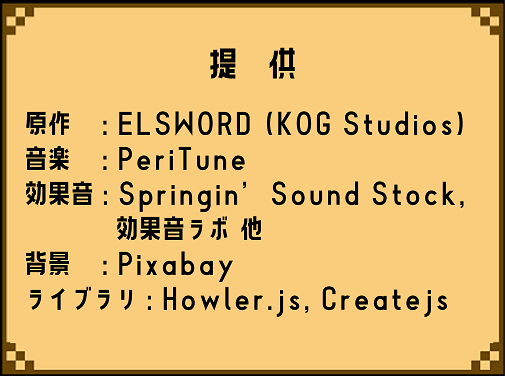 提 供
原作 : ELSWORD (KOG Studios)
音楽 : PeriTune
効果音 : Springin’ Sound Stock,
効果音ラボ 他
背景 : Pixabay
ライブラリ : Howler.js, Createjs